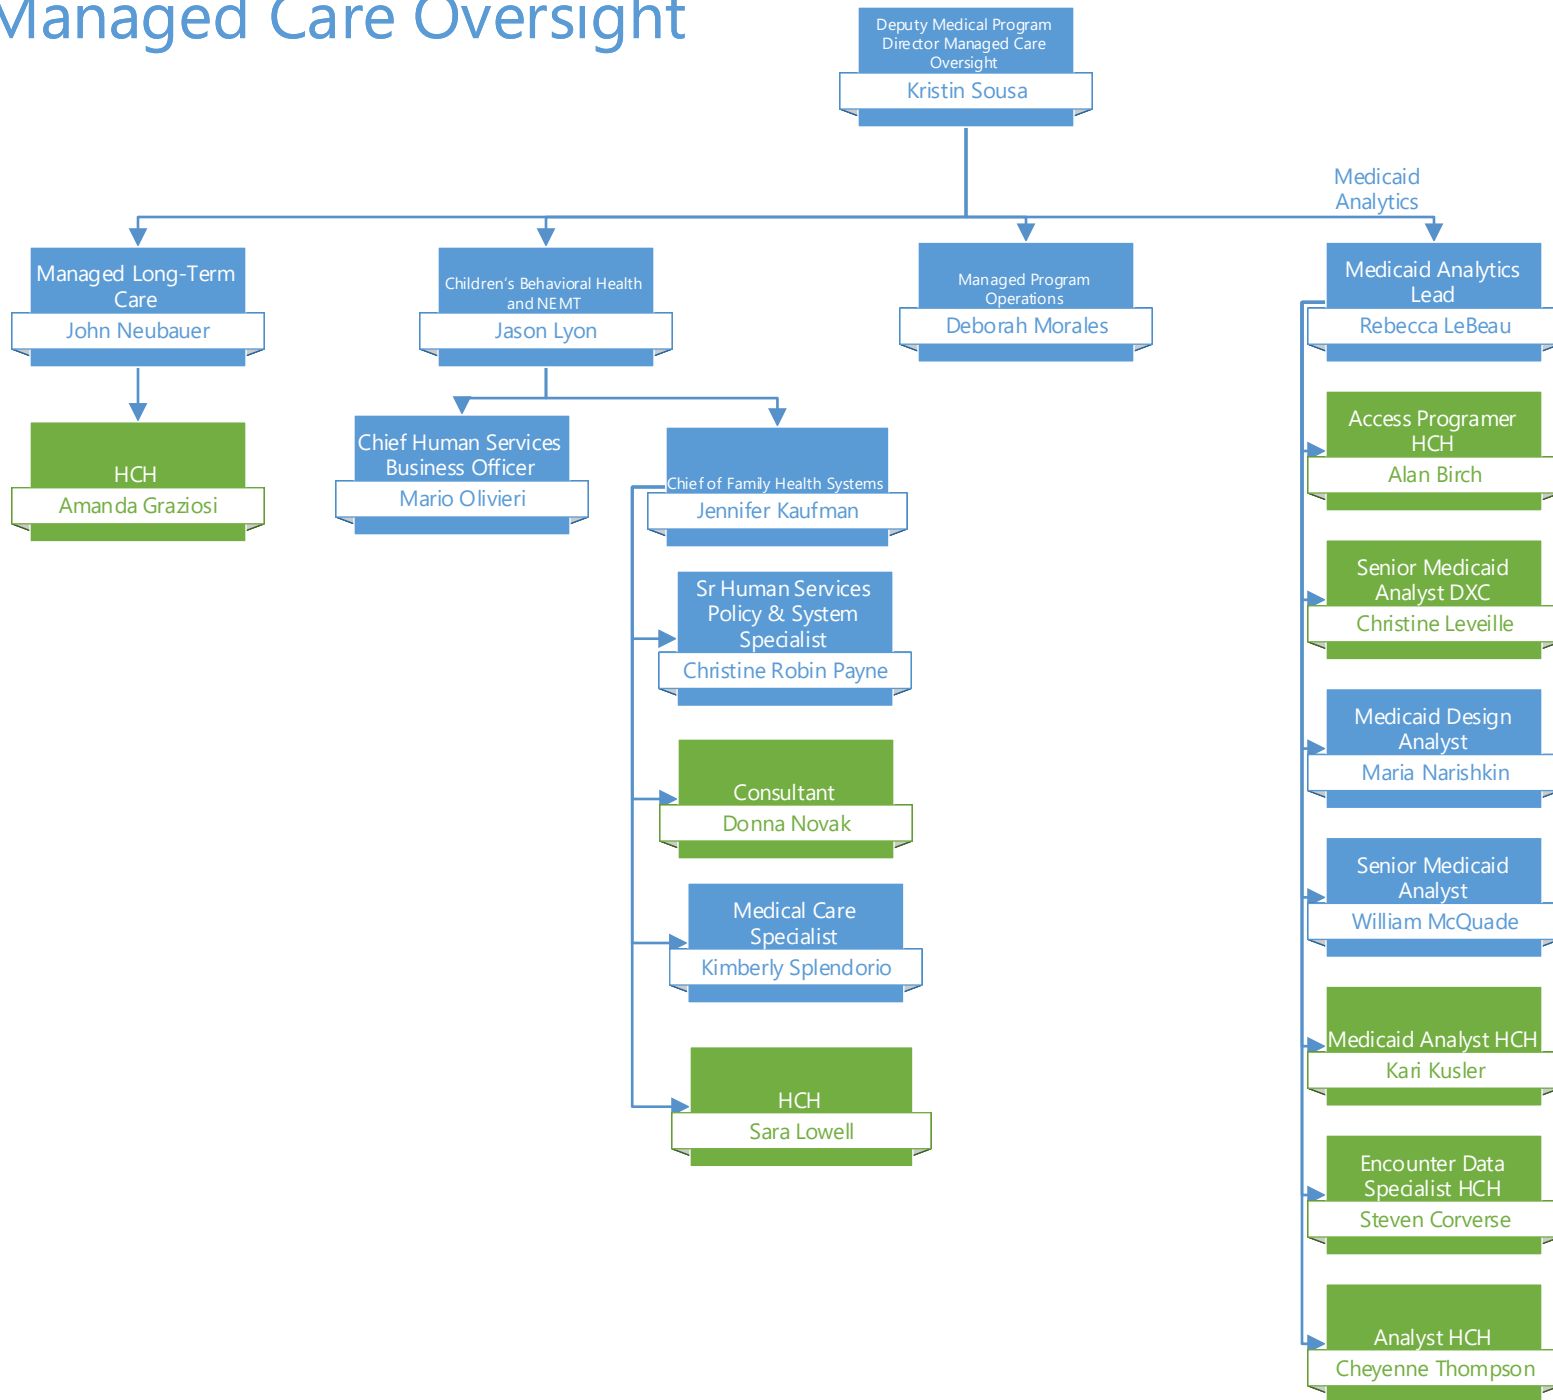 Managed Care Oversight
Deputy Medical Program
Director Managed Care
Oversight
Kristin Sousa
Medicaid
Analytics
Managed Long-Term
Care
John Neubauer
Children's Behavioral Health
and NEMT
Jason Lyon
Managed Program
Operations
Deborah Morales
Medicaid Analytics
Lead
Rebecca LeBeau
HCH
Amanda Graziosi
Chief Human Services
Business Officer
Mario Olivieri
Chief of Family Health Systems
Jennifer Kaufman
Sr Human Services
Policy & System
Specialist
Christine Robin Payne
Consultant
Donna Novak
Medical Care
Specialist
Kimberly Splendorio
HCH
Sara Lowell
Access Programer
HCH
Alan Birch
Senior Medicaid
Analyst DXC
Christine Leveille
Medicaid Design
Analyst
Maria Narishkin
Senior Medicaid
Analyst
William McQuade
Medicaid Analyst HCH
Kari Kusler
Encounter Data
Specialist HCH
Steven Corverse
Analyst HCH
Cheyenne Thompson